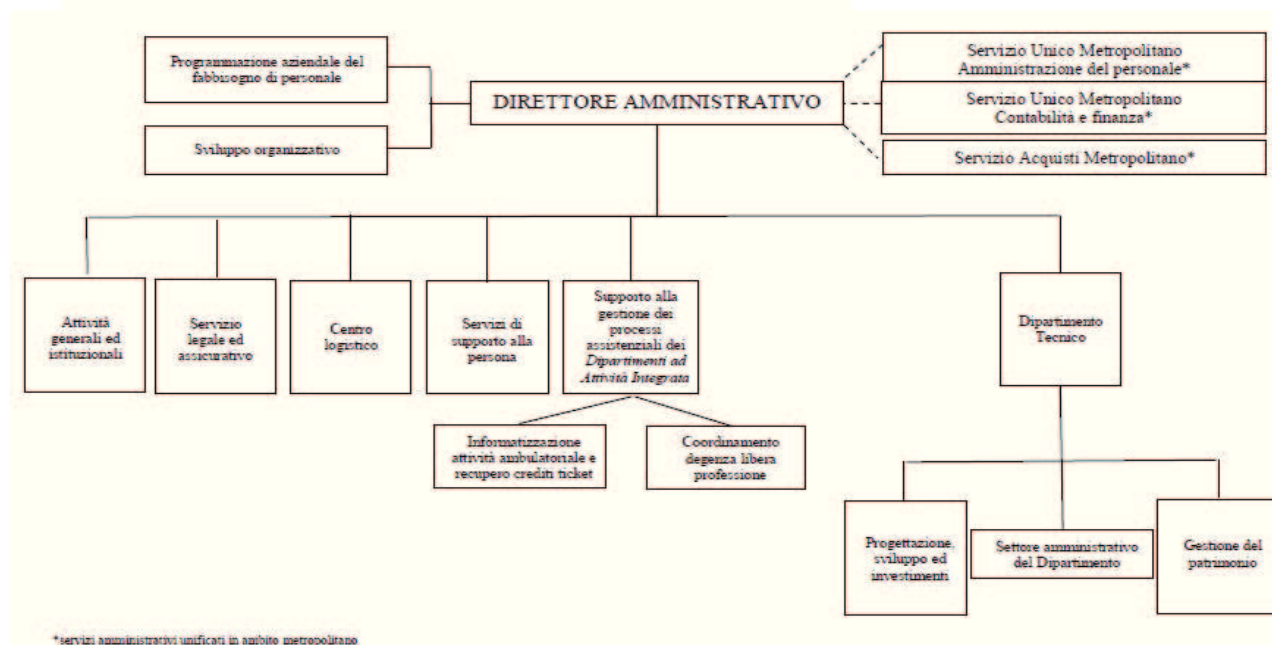 Programmazione aziendale del
fabbisogno di personale
Sviluppo organizzativo
DIRETTORE AMMINISTRATIVO
Servizio Unico Metropolitano
Amministrazione del personale*
Servizio Unico Metropolitano
Contabilità e finanza*
Servizio Acquisti Metropolitano*
Attività
generali ed
istituzionali
Servizio
legale ed
assicurativo
Centro
logistico
Servizi di
supporto alla
persona
Supporto alla
gestione dei
processi
assistenziali dei
Dipartimenti ad
Attività Integrata
Dipartimento
Tecnico
Informatizzazione
attività ambulatoriale e
recupero crediti ticket
Coordinamento
degenza libera
professione
Progettazione,
sviluppo ed
investimenti
Settore amministrativo
del Dipartimento
Gestione del
patrimonio
*servizi amministrativi unificati in ambito metropolitano